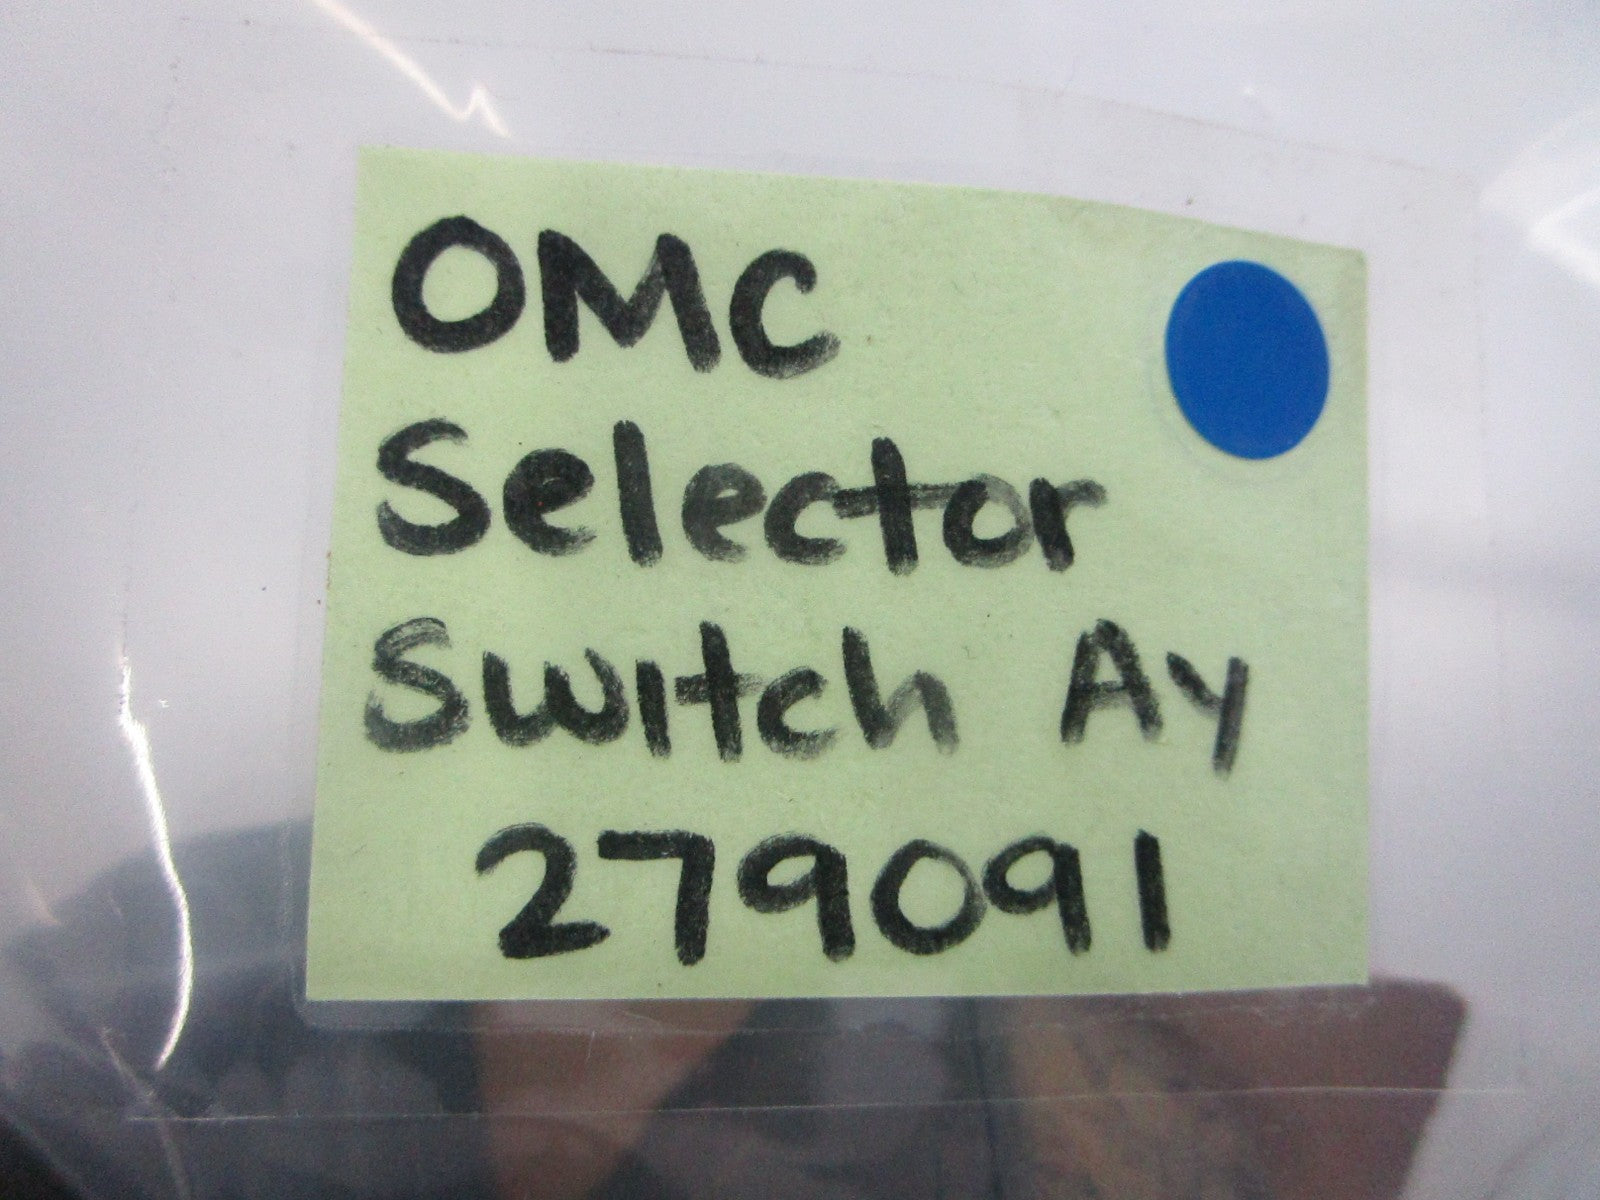 OMC
Selector
Switch Ay
279091